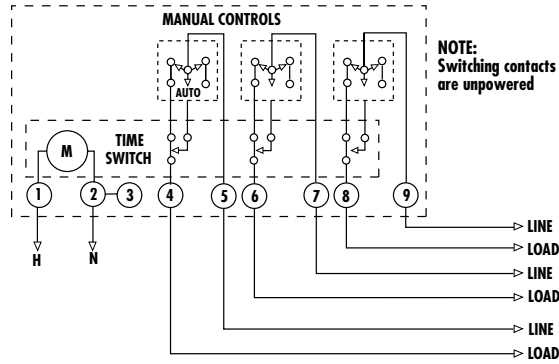 MANUAL CONTROLS
NOTE:
Switching contacts
are unpowered
AUTO
TIME
SWITCH
M
1
2
3
4
5
6
7
8
9
H
N
LINE
LOAD
LINE
LOAD
LINE
LOAD